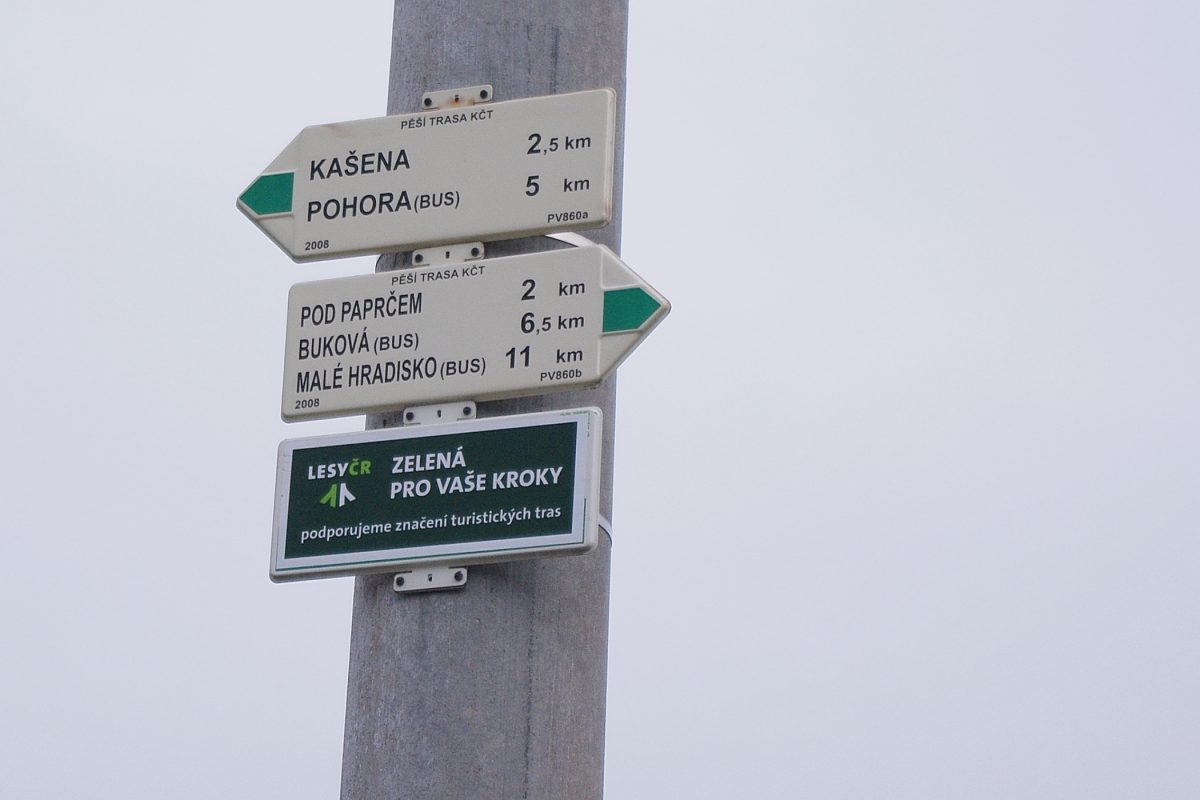 PĚŠÍ TRASA KČT
KAŠENA 2,5 km
POHORA (BUS) 5 km
2008 PV860a
PĚŠÍ TRASA KČT
POD PAPRČEM 2 km
BUKOVÁ (BUS) 6,5 km
MALÉ HRADISKO (BUS) 11 km
2008 PV860b
LESY ČR
ZELENÁ
PRO VAŠE KROKY
podporujeme značení turistických tras